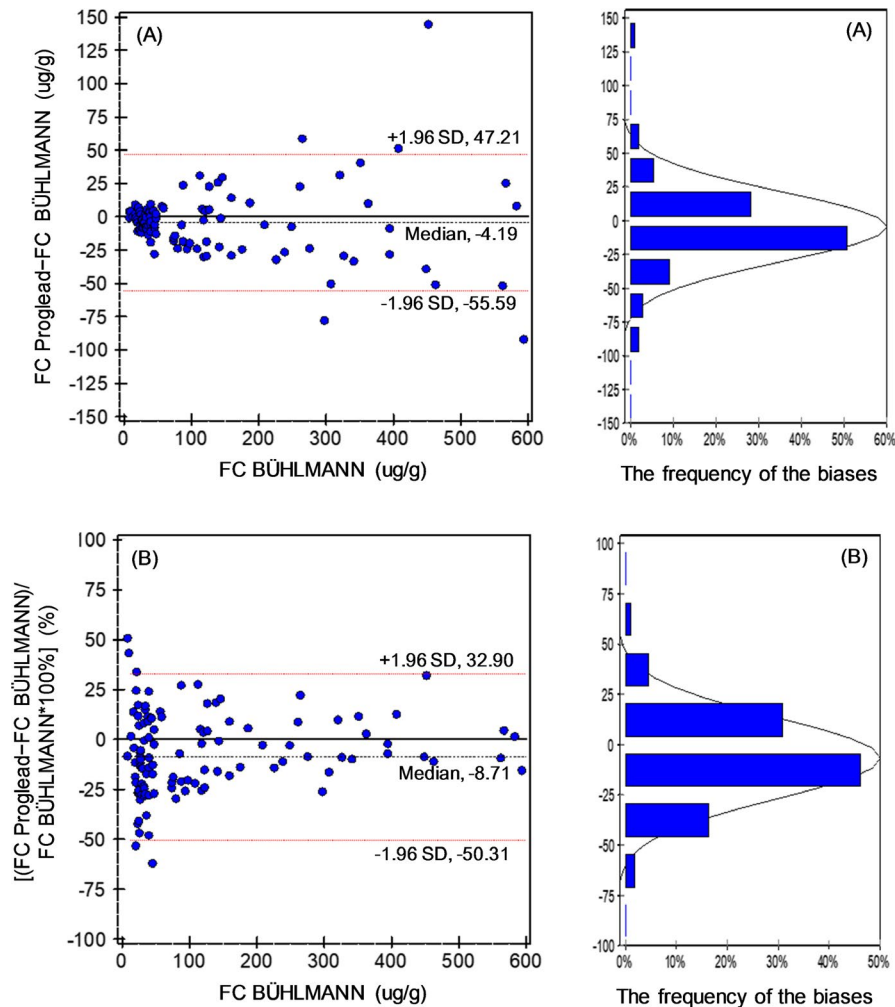 (A)
150
125
100
75
50
25
0
-25
-50
-75
-100
-125
-150
FC Proglead−FC BÜHLMANN (ug/g)
+1.96 SD, 47.21
Median, -4.19
-1.96 SD, -55.59
0 100 200 300 400 500 600
FC BÜHLMANN (ug/g)
(A)
150
125
100
75
50
25
0
-25
-50
-75
-100
-125
-150
0% 10% 20% 30% 40% 50% 60%
The frequency of the biases
(B)
100
75
50
25
0
-25
-50
-75
-100
[(FC Proglead−FC BÜHLMANN)/
FC BÜHLMANN*100%] (%)
+1.96 SD, 32.90
Median, -8.71
-1.96 SD, -50.31
0 100 200 300 400 500 600
FC BÜHLMANN (ug/g)
(B)
100
75
50
25
0
-25
-50
-75
-100
0% 10% 20% 30% 40% 50%
The frequency of the biases